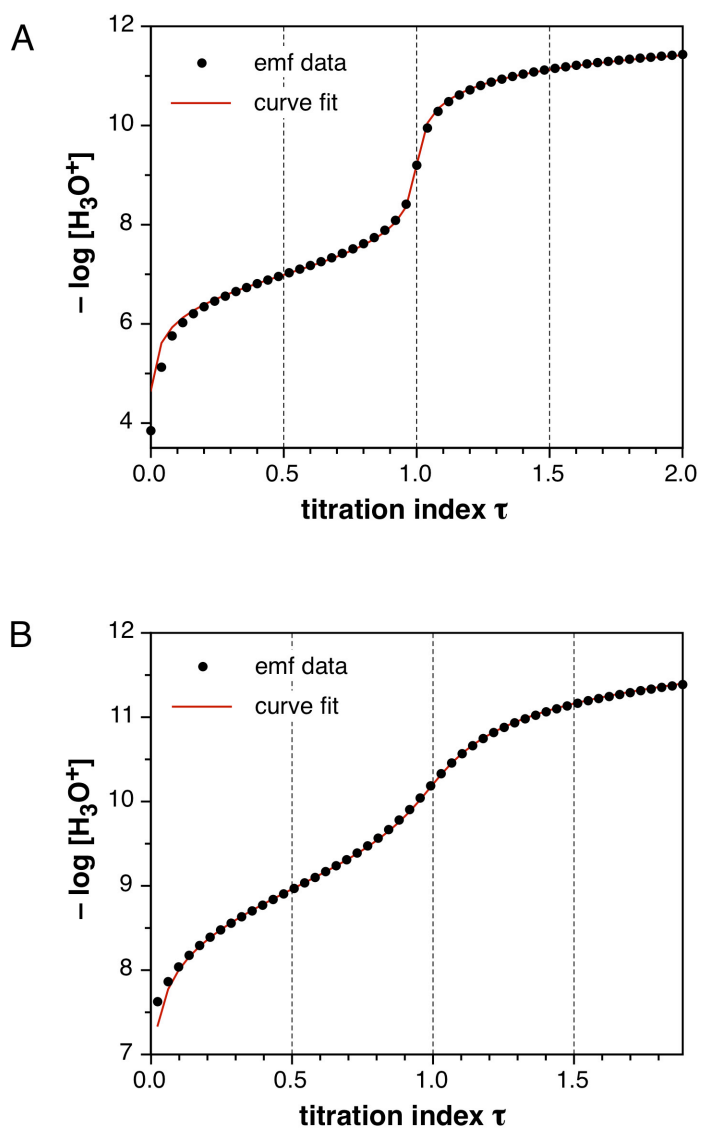 A
12
10
8
6
4
− log [H₃O⁺]
emf data
curve fit
0.0 0.5 1.0 1.5 2.0
titration index τ
B
12
11
10
9
8
7
− log [H₃O⁺]
emf data
curve fit
0.0 0.5 1.0 1.5
titration index τ